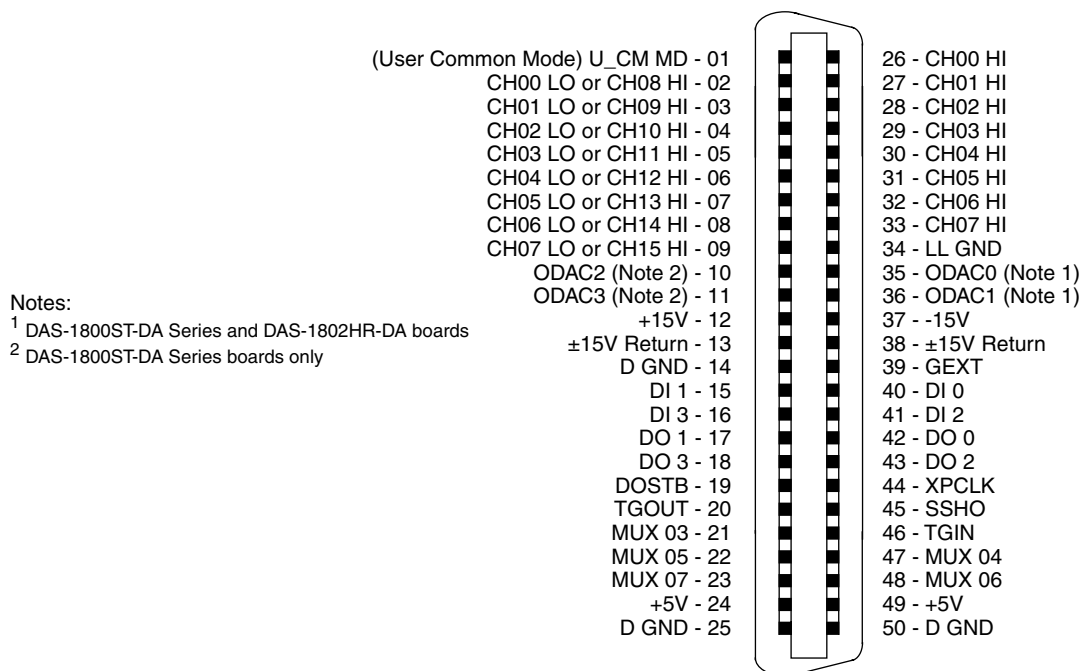 (User Common Mode) U_CM MD - 01
CH00 LO or CH08 HI - 02
CH01 LO or CH09 HI - 03
CH02 LO or CH10 HI - 04
CH03 LO or CH11 HI - 05
CH04 LO or CH12 HI - 06
CH05 LO or CH13 HI - 07
CH06 LO or CH14 HI - 08
CH07 LO or CH15 HI - 09
ODAC2 (Note 2) - 10
ODAC3 (Note 2) - 11
+15V - 12
±15V Return - 13
D GND - 14
DI 1 - 15
DI 3 - 16
DO 1 - 17
DO 3 - 18
DOSTB - 19
TGOUT - 20
MUX 03 - 21
MUX 05 - 22
MUX 07 - 23
+5V - 24
D GND - 25
26 - CH00 HI
27 - CH01 HI
28 - CH02 HI
29 - CH03 HI
30 - CH04 HI
31 - CH05 HI
32 - CH06 HI
33 - CH07 HI
34 - LL GND
35 - ODAC0 (Note 1)
36 - ODAC1 (Note 1)
37 - -15V
38 - ±15V Return
39 - GEXT
40 - DI 0
41 - DI 2
42 - DO 0
43 - DO 2
44 - XPCLK
45 - SSHO
46 - TGIN
47 - MUX 04
48 - MUX 06
49 - +5V
50 - D GND
Notes:
1 DAS-1800ST-DA Series and DAS-1802HR-DA boards
2 DAS-1800ST-DA Series boards only